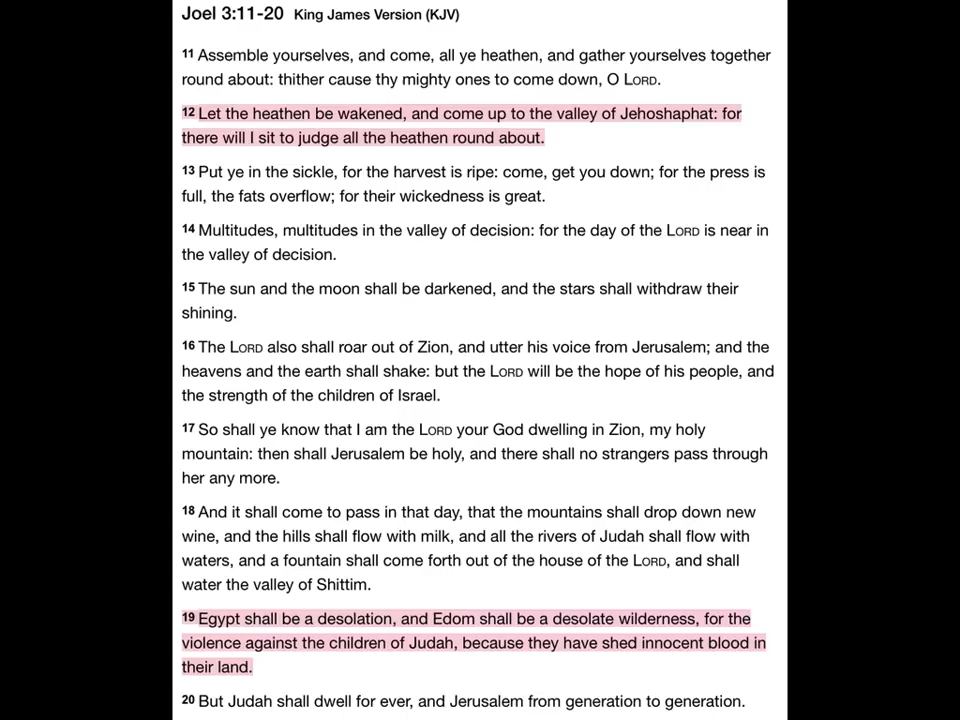 Joel 3:11-20 King James Version (KJV)
11 Assemble yourselves, and come, all ye heathen, and gather yourselves together
round about: thither cause thy mighty ones to come down, O LORD.
12 Let the heathen be wakened, and come up to the valley of Jehoshaphat: for
there will I sit to judge all the heathen round about.
13 Put ye in the sickle, for the harvest is ripe: come, get you down; for the press is
full, the fats overflow; for their wickedness is great.
14 Multitudes, multitudes in the valley of decision: for the day of the LORD is near in
the valley of decision.
15 The sun and the moon shall be darkened, and the stars shall withdraw their
shining.
16 The LORD also shall roar out of Zion, and utter his voice from Jerusalem; and the
heavens and the earth shall shake: but the LORD will be the hope of his people, and
the strength of the children of Israel.
17 So shall ye know that I am the LORD your God dwelling in Zion, my holy
mountain: then shall Jerusalem be holy, and there shall no strangers pass through
her any more.
18 And it shall come to pass in that day, that the mountains shall drop down new
wine, and the hills shall flow with milk, and all the rivers of Judah shall flow with
waters, and a fountain shall come forth out of the house of the LORD, and shall
water the valley of Shittim.
19 Egypt shall be a desolation, and Edom shall be a desolate wilderness, for the
violence against the children of Judah, because they have shed innocent blood in
their land.
20 But Judah shall dwell for ever, and Jerusalem from generation to generation.